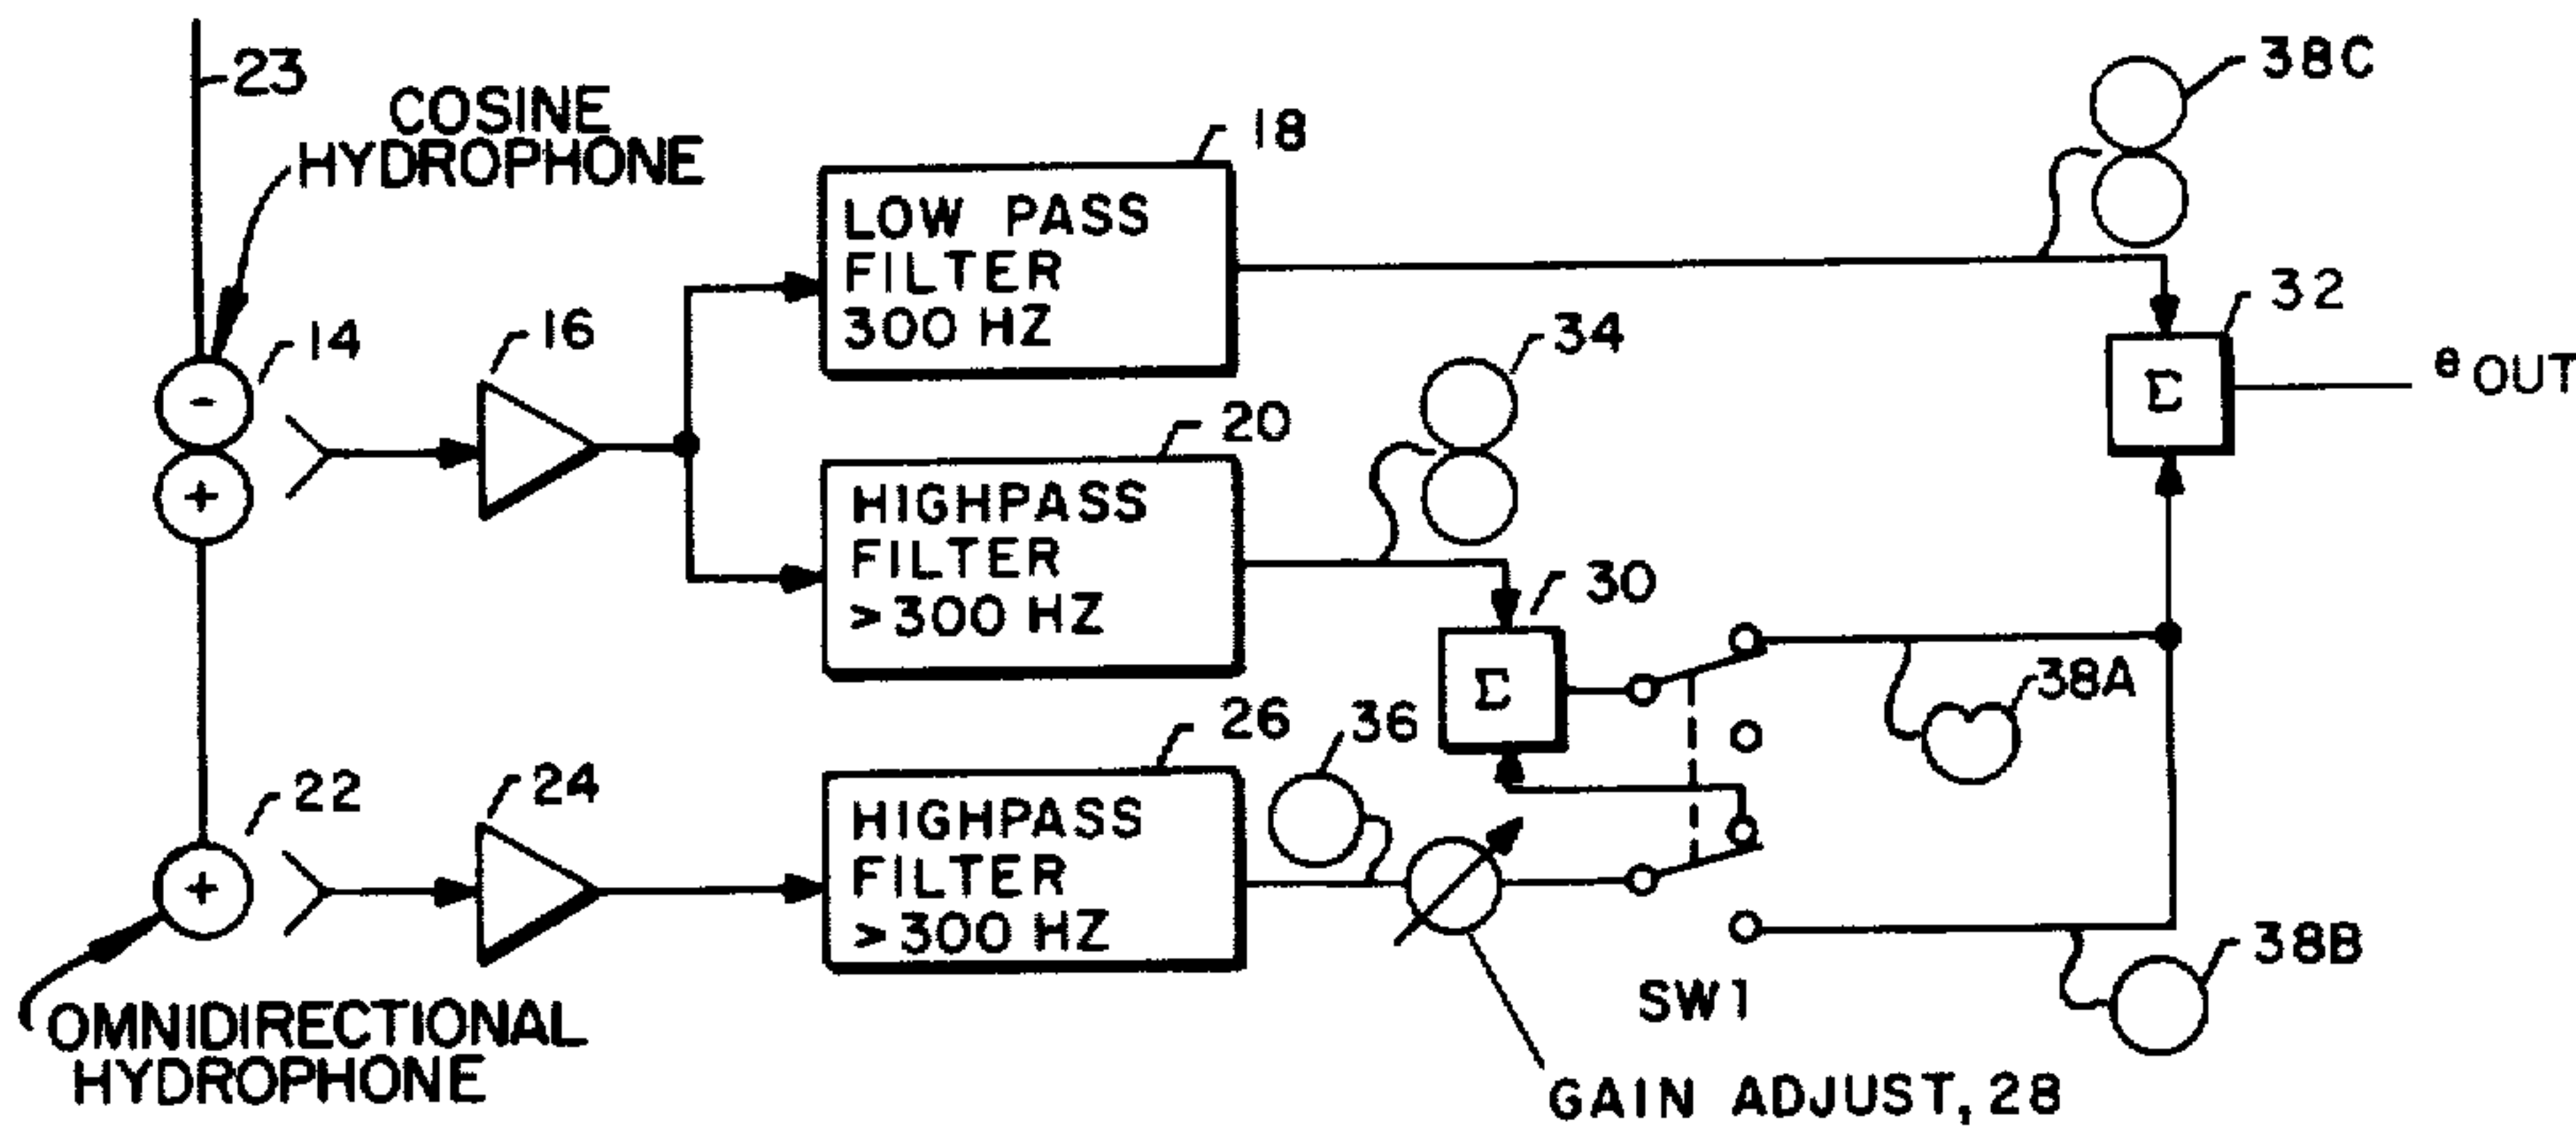 23
COSINE
HYDROPHONE
14
16
18
LOW PASS
FILTER
300 HZ
38C
32
Σ
e OUT
34
20
HIGHPASS
FILTER
>300 HZ
30
Σ
38A
-
+
22
+
24
26
HIGHPASS
FILTER
>300 HZ
36
38B
SW1
OMNIDIRECTIONAL
HYDROPHONE
GAIN ADJUST, 28